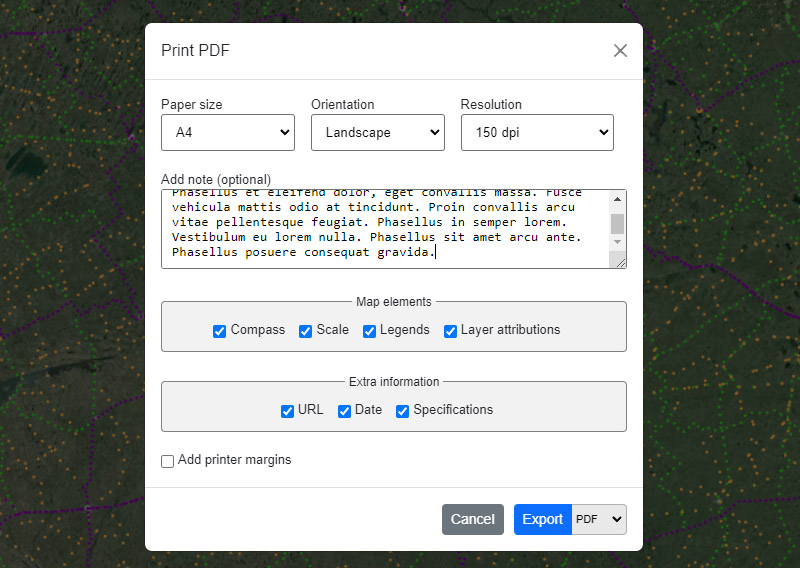 Print PDF
Paper size Orientation Resolution
A4 Landscape 150 dpi
Add note (optional)
Phasellus et eleifend dolor, eget convallis massa. Fusce
vehicula mattis odio at tincidunt. Proin convallis arcu
vitae pellentesque feugiat. Phasellus in semper lorem.
Vestibulum eu lorem nulla. Phasellus sit amet arcu ante.
Phasellus posuere consequat gravida.
Map elements
Compass Scale Legends Layer attributions
Extra information
URL Date Specifications
Add printer margins
Cancel Export PDF